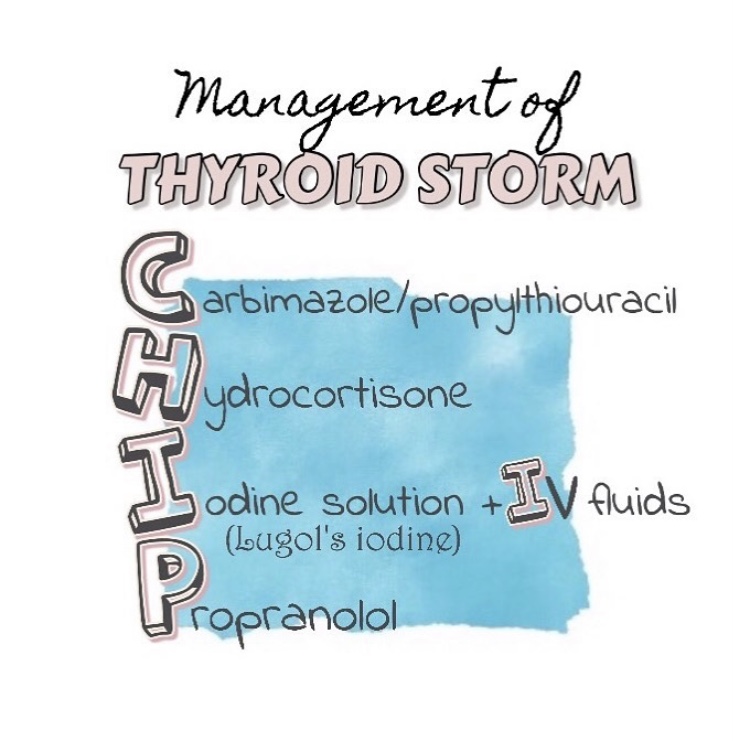 Management of
THYROID STORM
Carbimazole/propylthiouracil
Hydrocortisone
Iodine solution + IV fluids
(Lugol's iodine)
Propranolol